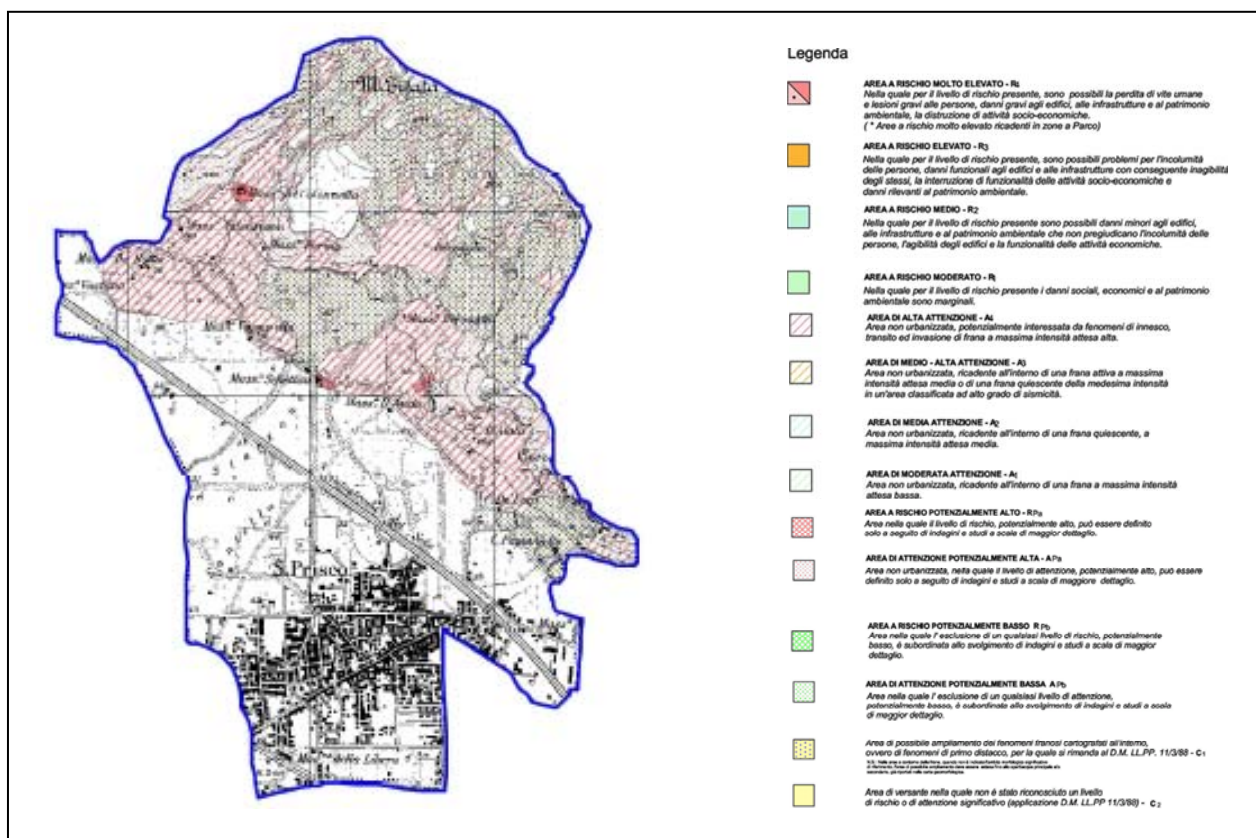 S. Prisco
Legenda
AREA A RISCHIO MOLTO ELEVATO - R4
Nella quale per il livello di rischio presente, sono possibili la perdita di vite umane
e lesioni gravi alle persone, danni gravi agli edifici, alle infrastrutture e al patrimonio
ambientale, la distruzione di attività socio-economiche.
( * Aree a rischio molto elevato ricadenti in zone a Parco)
AREA A RISCHIO ELEVATO - R3
Nella quale per il livello di rischio presente, sono possibili problemi per l'incolumità
delle persone, danni funzionali agli edifici e alle infrastrutture con conseguente inagibilità
degli stessi, la interruzione di funzionalità delle attività socio-economiche e
danni rilevanti al patrimonio ambientale.
AREA A RISCHIO MEDIO - R2
Nella quale per il livello di rischio presente sono possibili danni minori agli edifici,
alle infrastrutture e al patrimonio ambientale che non pregiudicano l'incolumità delle
persone, l'agibilità degli edifici e la funzionalità delle attività economiche.
AREA A RISCHIO MODERATO - R1
Nella quale per il livello di rischio presente i danni sociali, economici e al patrimonio
ambientale sono marginali.
AREA DI ALTA ATTENZIONE - A4
Area non urbanizzata, potenzialmente interessata da fenomeni di innesco,
transito ed invasione di frana a massima intensità attesa alta.
AREA DI MEDIO - ALTA ATTENZIONE - A3
Area non urbanizzata, ricadente all'interno di una frana attiva a massima
intensità attesa media o di una frana quiescente della medesima intensità
in un'area classificata ad alto grado di sismicità.
AREA DI MEDIA ATTENZIONE - A2
Area non urbanizzata, ricadente all'interno di una frana quiescente, a
massima intensità attesa media.
AREA DI MODERATA ATTENZIONE - A1
Area non urbanizzata, ricadente all'interno di una frana a massima intensità
attesa bassa.
AREA A RISCHIO POTENZIALMENTE ALTO - RPa
Area nella quale il livello di rischio, potenzialmente alto, può essere definito
solo a seguito di indagini e studi a scala di maggior dettaglio.
AREA DI ATTENZIONE POTENZIALMENTE ALTA - APa
Area non urbanizzata, nella quale il livello di attenzione, potenzialmente alto, può essere
definito solo a seguito di indagini e studi a scala di maggiore dettaglio.
AREA A RISCHIO POTENZIALMENTE BASSO R Pb
Area nella quale l' esclusione di un qualsiasi livello di rischio, potenzialmente
basso, è subordinata allo svolgimento di indagini e studi a scala di maggior
dettaglio.
AREA DI ATTENZIONE POTENZIALMENTE BASSA A Pb
Area nella quale l' esclusione di un qualsiasi livello di attenzione,
potenzialmente basso, è subordinata allo svolgimento di indagini e studi a scala
di maggior dettaglio.
Area di possibile ampliamento dei fenomeni franosi cartografati all'interno,
ovvero di fenomeni di primo distacco, per la quale si rimanda al D.M. LL.PP. 11/3/88 - C1
Area di versante nella quale non è stato riconosciuto un livello
di rischio o di attenzione significativo (applicazione D.M. LL.PP 11/3/88) - C2